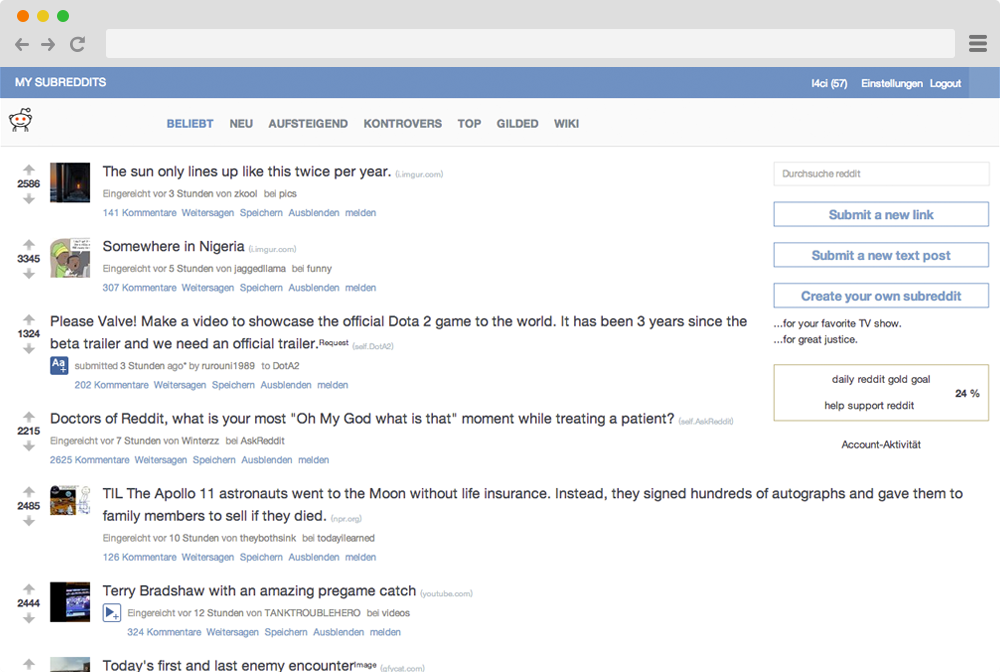 MY SUBREDDITS
l4ci (57) Einstellungen Logout
BELIEBT NEU AUFSTEIGEND KONTROVERS TOP GILDED WIKI
2586
The sun only lines up like this twice per year. (i.imgur.com)
Eingereicht vor 3 Stunden von zkool bei pics
141 Kommentare Weitersagen Speichern Ausblenden melden
3345
Somewhere in Nigeria (i.imgur.com)
Eingereicht vor 5 Stunden von jaggedllama bei funny
307 Kommentare Weitersagen Speichern Ausblenden melden
1324
Please Valve! Make a video to showcase the official Dota 2 game to the world. It has been 3 years since the
beta trailer and we need an official trailer.Request (self.DotA2)
Aa+
submitted 3 Stunden ago* by rurouni1989 to DotA2
202 Kommentare Weitersagen Speichern Ausblenden melden
2215
Doctors of Reddit, what is your most "Oh My God what is that" moment while treating a patient? (self.AskReddit)
Eingereicht vor 7 Stunden von Winterzz bei AskReddit
2625 Kommentare Weitersagen Speichern Ausblenden melden
2485
TIL The Apollo 11 astronauts went to the Moon without life insurance. Instead, they signed hundreds of autographs and gave them to
family members to sell if they died. (npr.org)
Eingereicht vor 10 Stunden von theybothsink bei todayilearned
126 Kommentare Weitersagen Speichern Ausblenden melden
2444
Terry Bradshaw with an amazing pregame catch (youtube.com)
Eingereicht vor 12 Stunden von TANKTROUBLEHERO bei videos
324 Kommentare Weitersagen Speichern Ausblenden melden
Today's first and last enemy encounterImage (gfycat.com)
Durchsuche reddit
Submit a new link
Submit a new text post
Create your own subreddit
...for your favorite TV show.
...for great justice.
daily reddit gold goal
24 %
help support reddit
Account-Aktivität